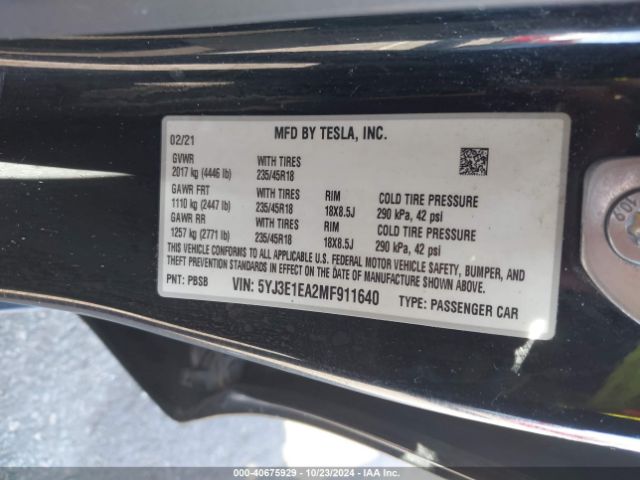 MFD BY TESLA, INC.
02/21
GVWR WITH TIRES
2017 kg (4446 lb) 235/45R18
GAWR FRT WITH TIRES RIM COLD TIRE PRESSURE
1110 kg (2447 lb) 235/45R18 18X8.5J 290 kPa, 42 psi
GAWR RR WITH TIRES RIM COLD TIRE PRESSURE
1257 kg (2771 lb) 235/45R18 18X8.5J 290 kPa, 42 psi
THIS VEHICLE CONFORMS TO ALL APPLICABLE U.S. FEDERAL MOTOR VEHICLE SAFETY, BUMPER, AND
THEFT PREVENTION STANDARDS IN EFFECT ON THE DATE OF MANUFACTURE SHOWN ABOVE.
PNT: PBSB VIN: 5YJ3E1EA2MF911640 TYPE: PASSENGER CAR
10.9
00 - 40675929 - 10/23/2024 - IAA Inc.